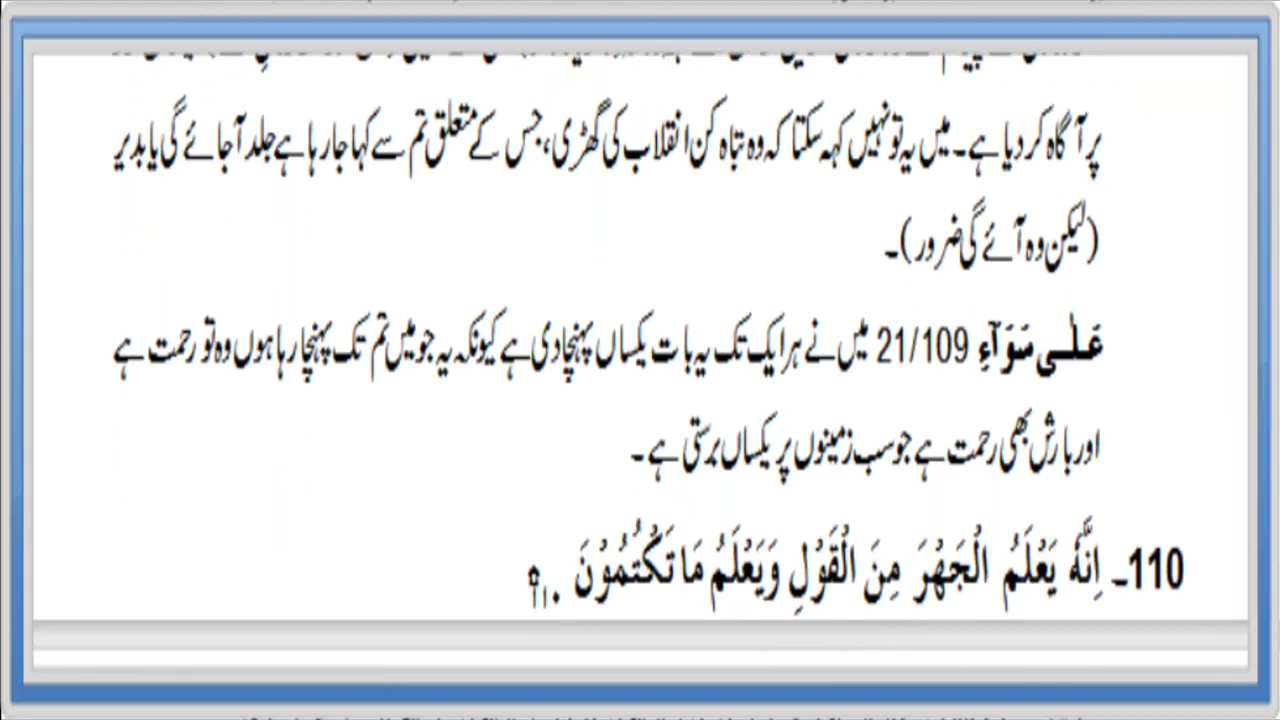 پر آگاہ کر دیا ہے۔ میں یہ تو نہیں کہہ سکتا کہ وہ تباہ کن انقلاب کی گھڑی، جس کے متعلق تم سے کہا جا رہا ہے جلد آ جائے گی یا بدیر
(لیکن وہ آئے گی ضرور)۔
عَلٰی سَوَآءِ 21/109 میں نے ہر ایک تک یہ بات یکساں پہنچا دی ہے کیونکہ یہ جو میں تم تک پہنچا رہا ہوں وہ تو رحمت ہے
اور بارش بھی رحمت ہے جو سب زمینوں پر یکساں برستی ہے۔
110۔ اِنَّهٗ يَعْلَمُ الْجَهْرَ مِنَ الْقَوْلِ وَيَعْلَمُ مَا تَكْتُمُوْنَ ۱۱۰